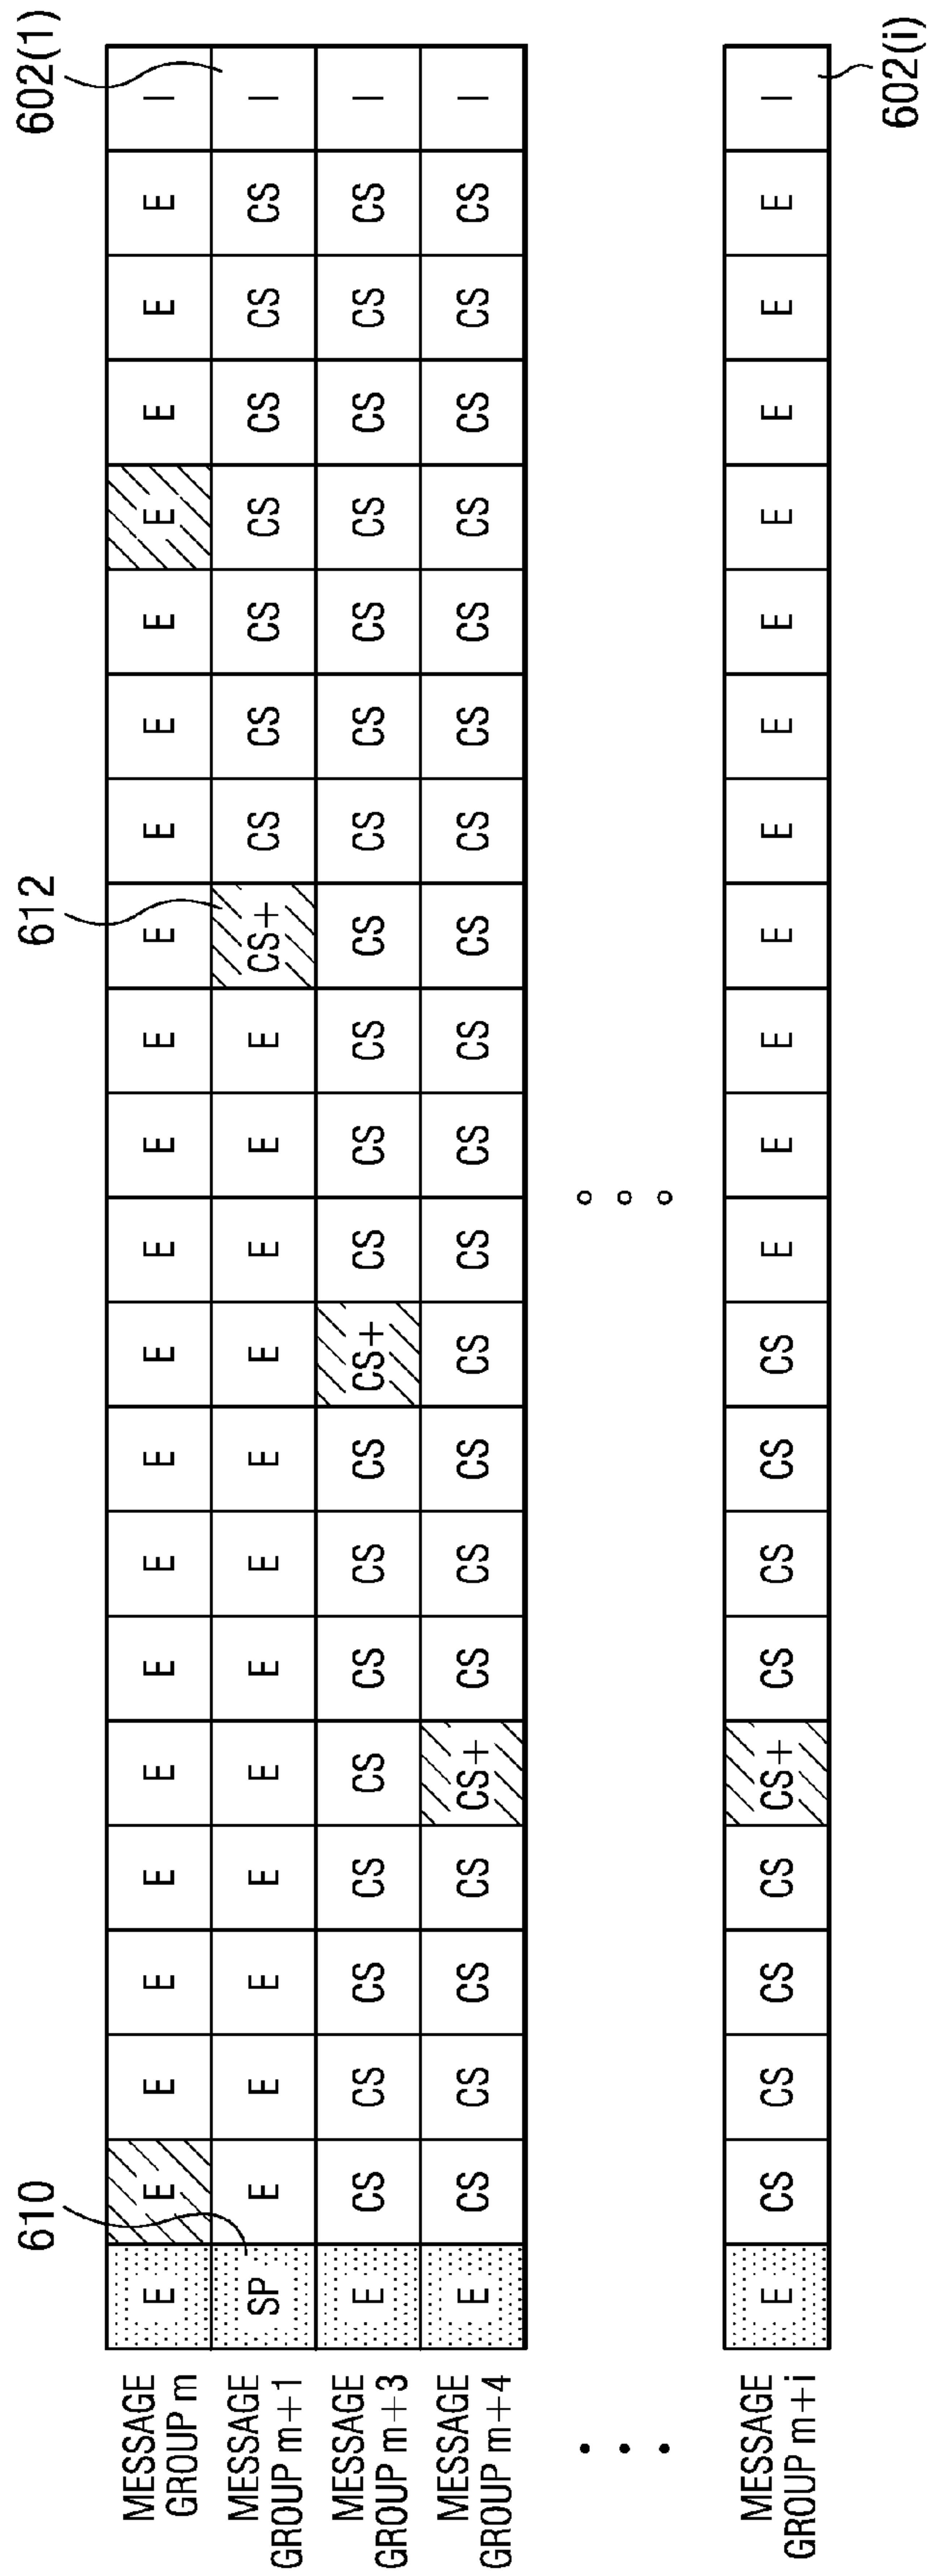 610 612 602(1)
MESSAGE GROUP m E E E E E E E E E E E E E E E E E E E E E I
MESSAGE GROUP m+1 SP E E E E E E E E E E E E CS+ CS CS CS CS CS CS CS I
MESSAGE GROUP m+3 E CS CS CS CS CS CS CS CS CS+ CS CS CS CS CS CS CS CS CS CS CS I
MESSAGE GROUP m+4 E CS CS CS CS CS+ CS CS CS CS CS CS CS CS CS CS CS CS CS CS CS I
MESSAGE GROUP m+i E CS CS CS CS CS+ CS CS CS CS E E E E E E E E E E E I
602(i)